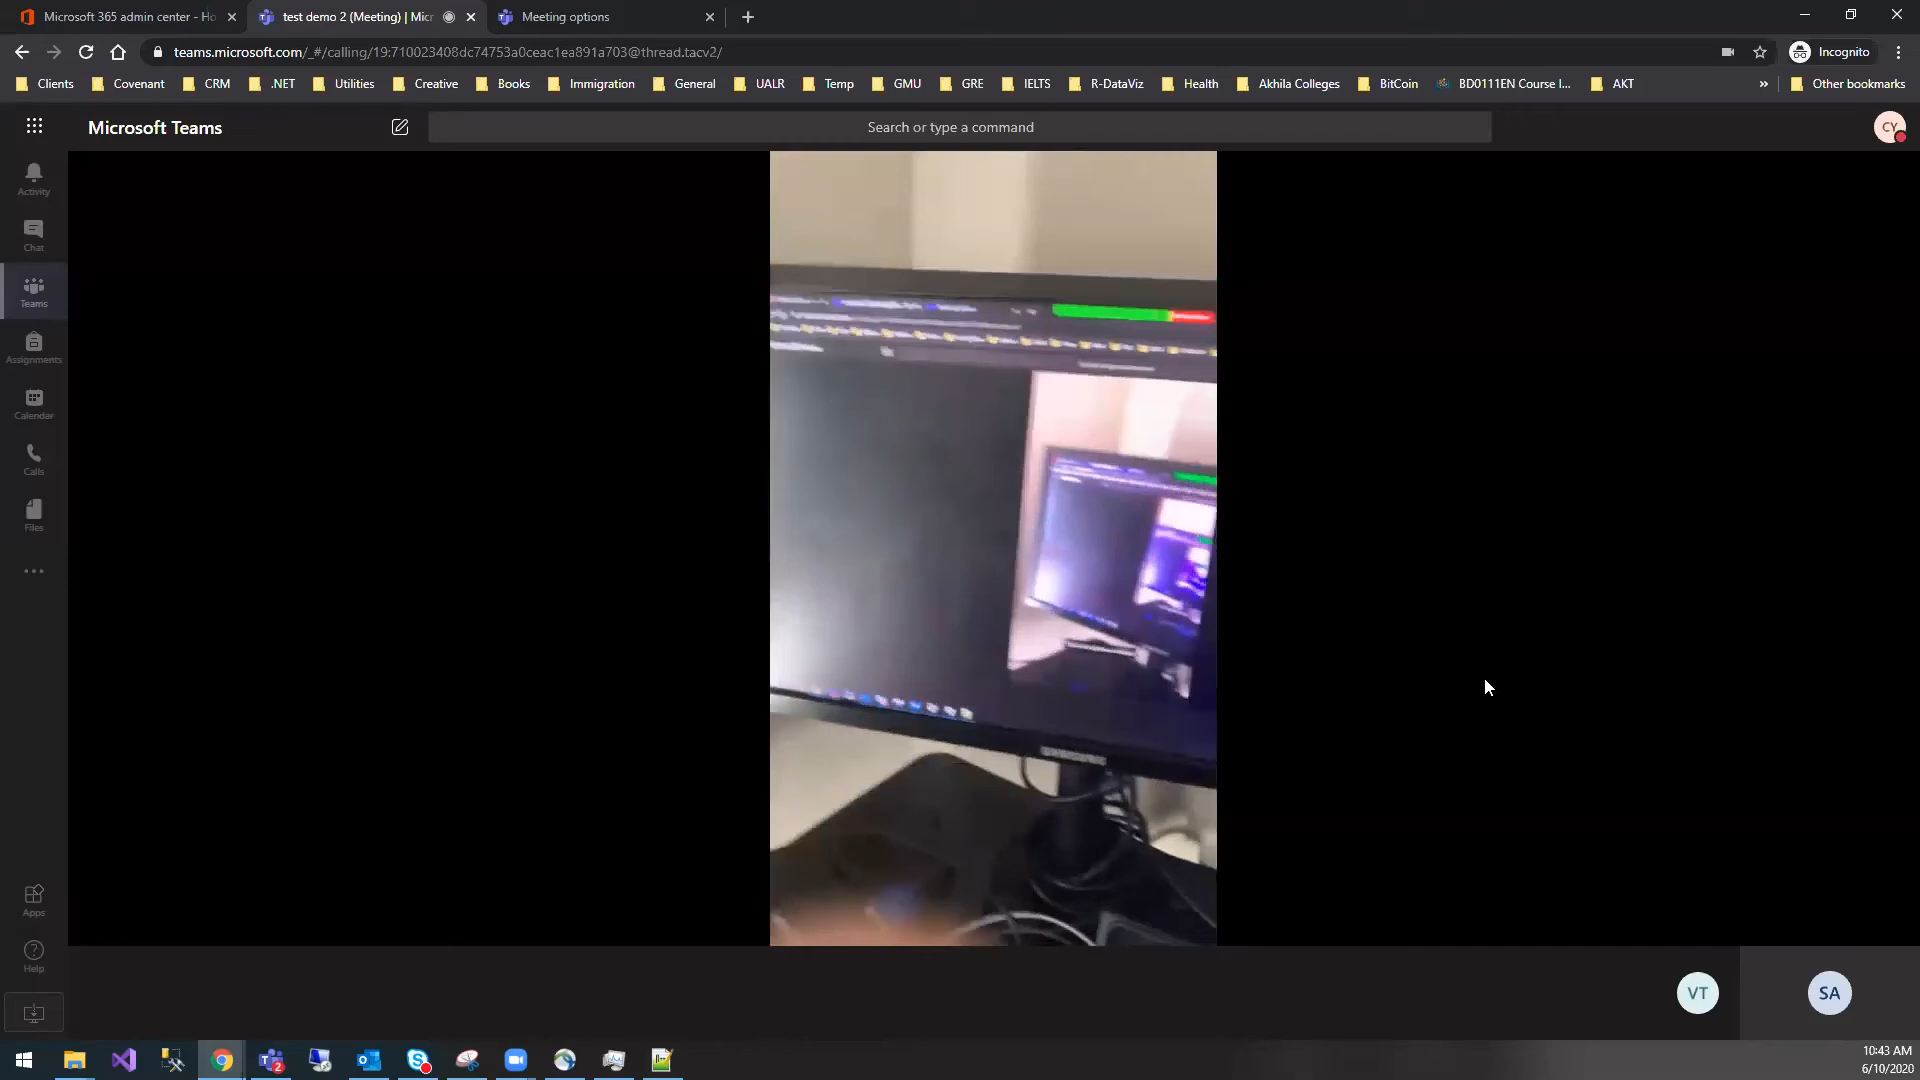 Microsoft 365 admin center - Ho
test demo 2 (Meeting) | Micr
Meeting options
teams.microsoft.com/_#/calling/19:710023408dc74753a0ceac1ea891a703@thread.tacv2/
Incognito
Clients Covenant CRM .NET Utilities Creative Books Immigration General UALR Temp GMU GRE IELTS R-DataViz Health Akhila Colleges BitCoin BD0111EN Course I... AKT » Other bookmarks
Microsoft Teams
Search or type a command
CY
Activity
Chat
Teams
Assignments
Calendar
Calls
Files
Apps
Help
VT
SA
2
10:43 AM
6/10/2020